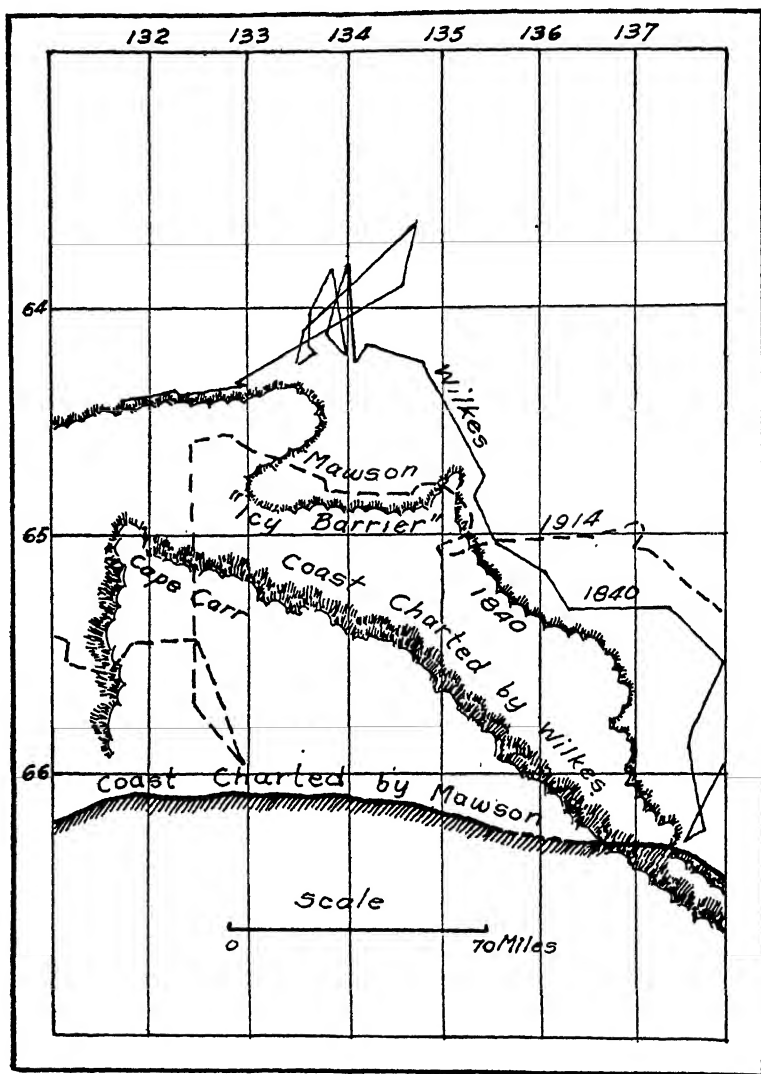 132 133 134 135 136 137
64
Wilkes
Mawson
"Icy Barrier"
65
1914
Cape Carr
Coast Charted by Wilkes
1840
1840
66
Coast Charted by Mawson
Scale
0 70 Miles